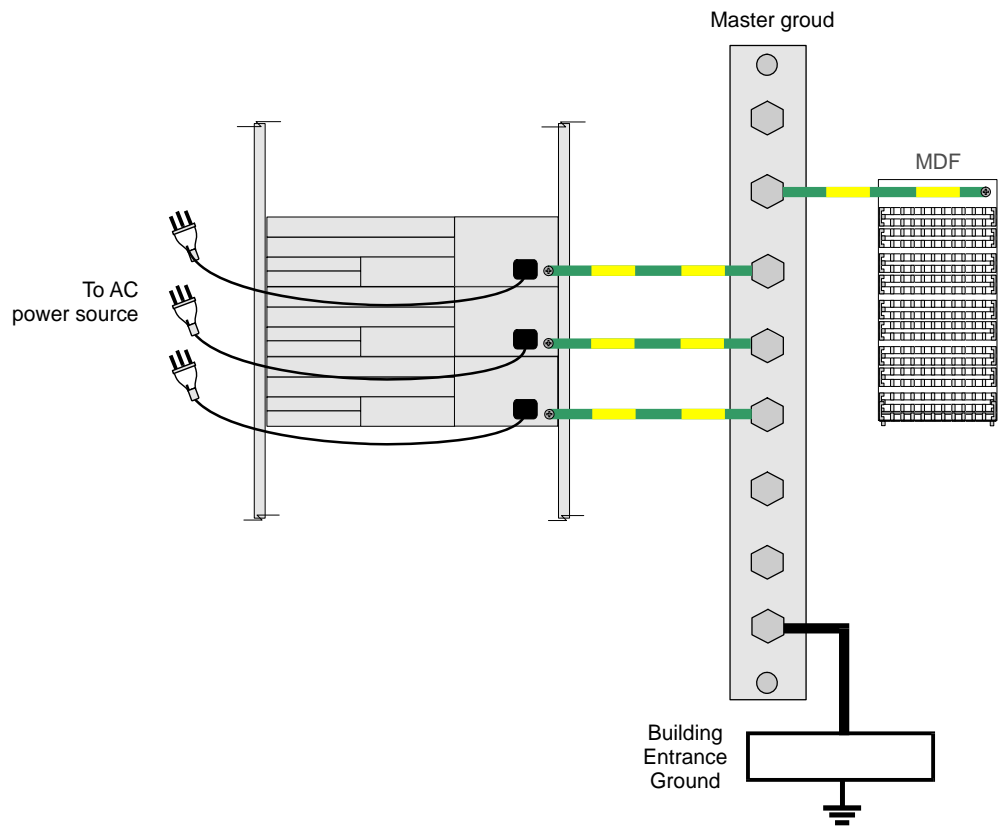 Master groud
MDF
To AC
power source
Building
Entrance
Ground